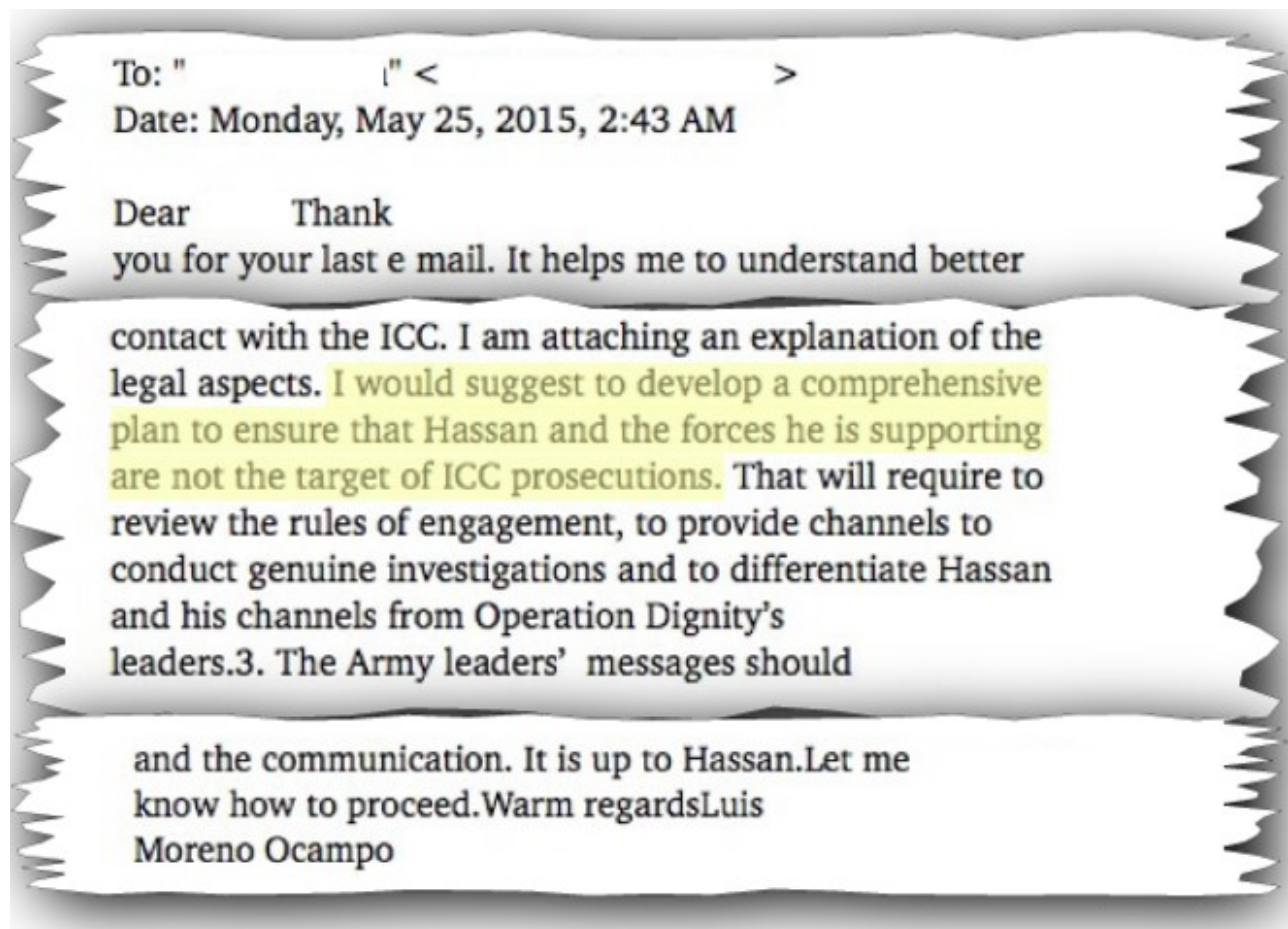 To: " " < >
Date: Monday, May 25, 2015, 2:43 AM
Dear Thank
you for your last e mail. It helps me to understand better
contact with the ICC. I am attaching an explanation of the
legal aspects. I would suggest to develop a comprehensive
plan to ensure that Hassan and the forces he is supporting
are not the target of ICC prosecutions. That will require to
review the rules of engagement, to provide channels to
conduct genuine investigations and to differentiate Hassan
and his channels from Operation Dignity’s
leaders.3. The Army leaders’ messages should
and the communication. It is up to Hassan.Let me
know how to proceed.Warm regardsLuis
Moreno Ocampo